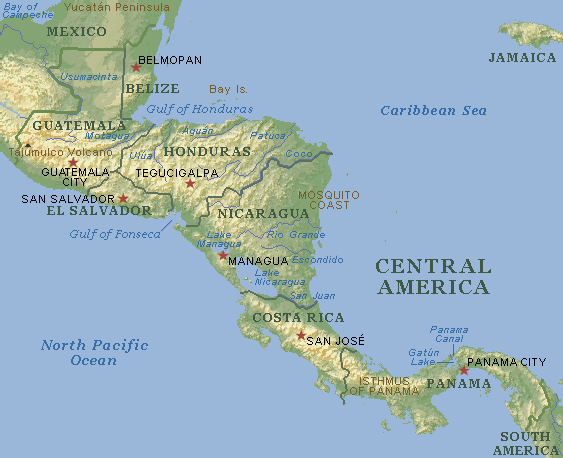 Bay of
Campeche
Yucatán Peninsula
MEXICO
BELMOPAN
JAMAICA
Usumacinta
BELIZE
Bay Is.
Gulf of Honduras
Caribbean Sea
GUATEMALA
Motagua
Aguán
Patuca
Tajumulco Volcano
Ulúa
HONDURAS
Coco
GUATEMALA
CITY
TEGUCIGALPA
SAN SALVADOR
EL SALVADOR
MOSQUITO
COAST
NICARAGUA
Gulf of Fonseca
Lake
Managua
Rio Grande
MANAGUA
Escondido
Lake
Nicaragua
CENTRAL
AMERICA
San Juan
COSTA RICA
SAN JOSÉ
North Pacific
Ocean
Panama
Canal
Gatún
Lake
PANAMA CITY
ISTHMUS
OF PANAMA
PANAMA
SOUTH
AMERICA